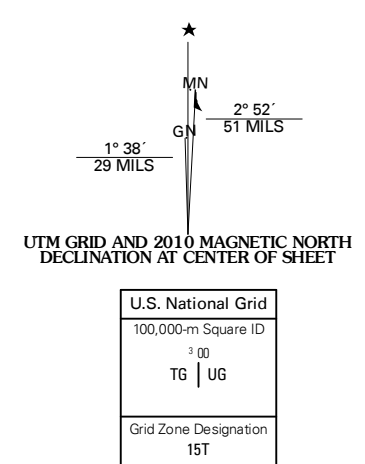 ★
MN
GN
2° 52´
51 MILS
1° 38´
29 MILS
UTM GRID AND 2010 MAGNETIC NORTH
DECLINATION AT CENTER OF SHEET
U.S. National Grid
100,000-m Square ID
3 00
TG | UG
Grid Zone Designation
15T